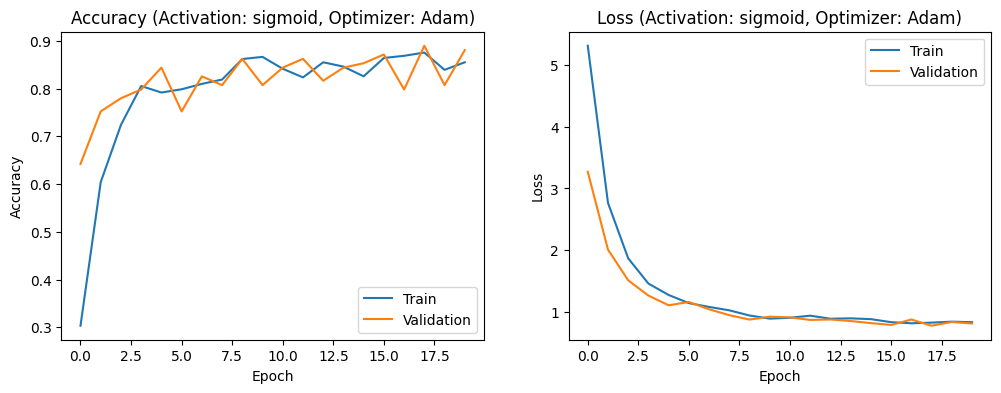 Accuracy (Activation: sigmoid, Optimizer: Adam)
Accuracy
0.9
0.8
0.7
0.6
0.5
0.4
0.3
Train
Validation
0.0 2.5 5.0 7.5 10.0 12.5 15.0 17.5
Epoch
Loss (Activation: sigmoid, Optimizer: Adam)
Loss
5
4
3
2
1
Train
Validation
0.0 2.5 5.0 7.5 10.0 12.5 15.0 17.5
Epoch